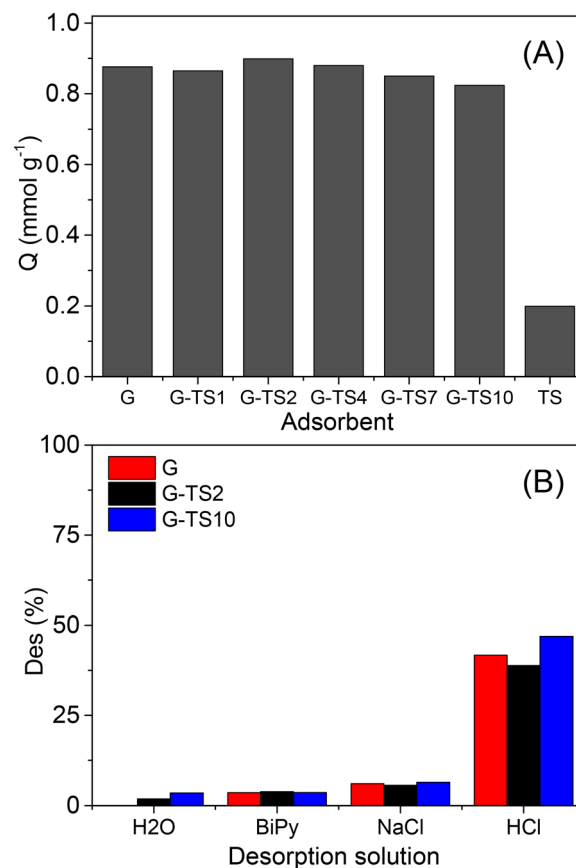 (A)
1.0
0.8
0.6
0.4
0.2
0.0
Q (mmol g⁻¹)
G G-TS1 G-TS2 G-TS4 G-TS7 G-TS10 TS
Adsorbent
(B)
G
G-TS2
G-TS10
100
75
50
25
0
Des (%)
H2O BiPy NaCl HCl
Desorption solution